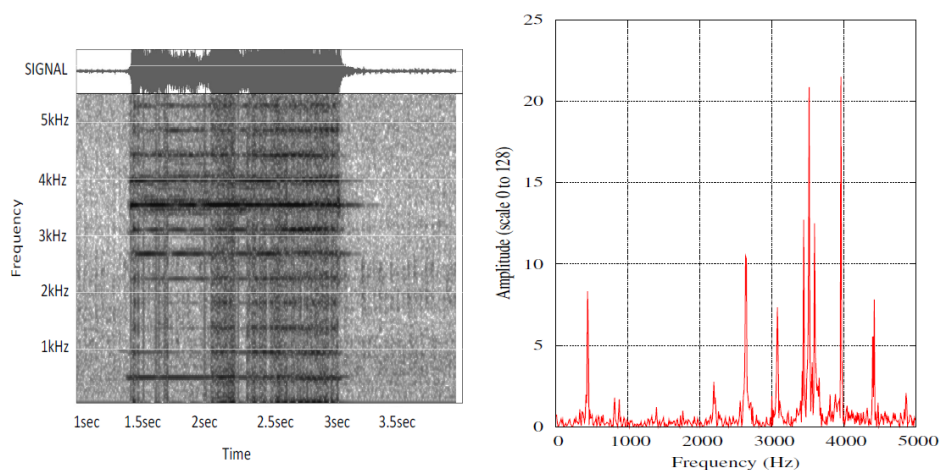 SIGNAL
5kHz
4kHz
3kHz
2kHz
1kHz
Frequency
1sec 1.5sec 2sec 2.5sec 3sec 3.5sec
Time
25
20
15
10
5
0
Amplitude (scale 0 to 128)
0 1000 2000 3000 4000 5000
Frequency (Hz)